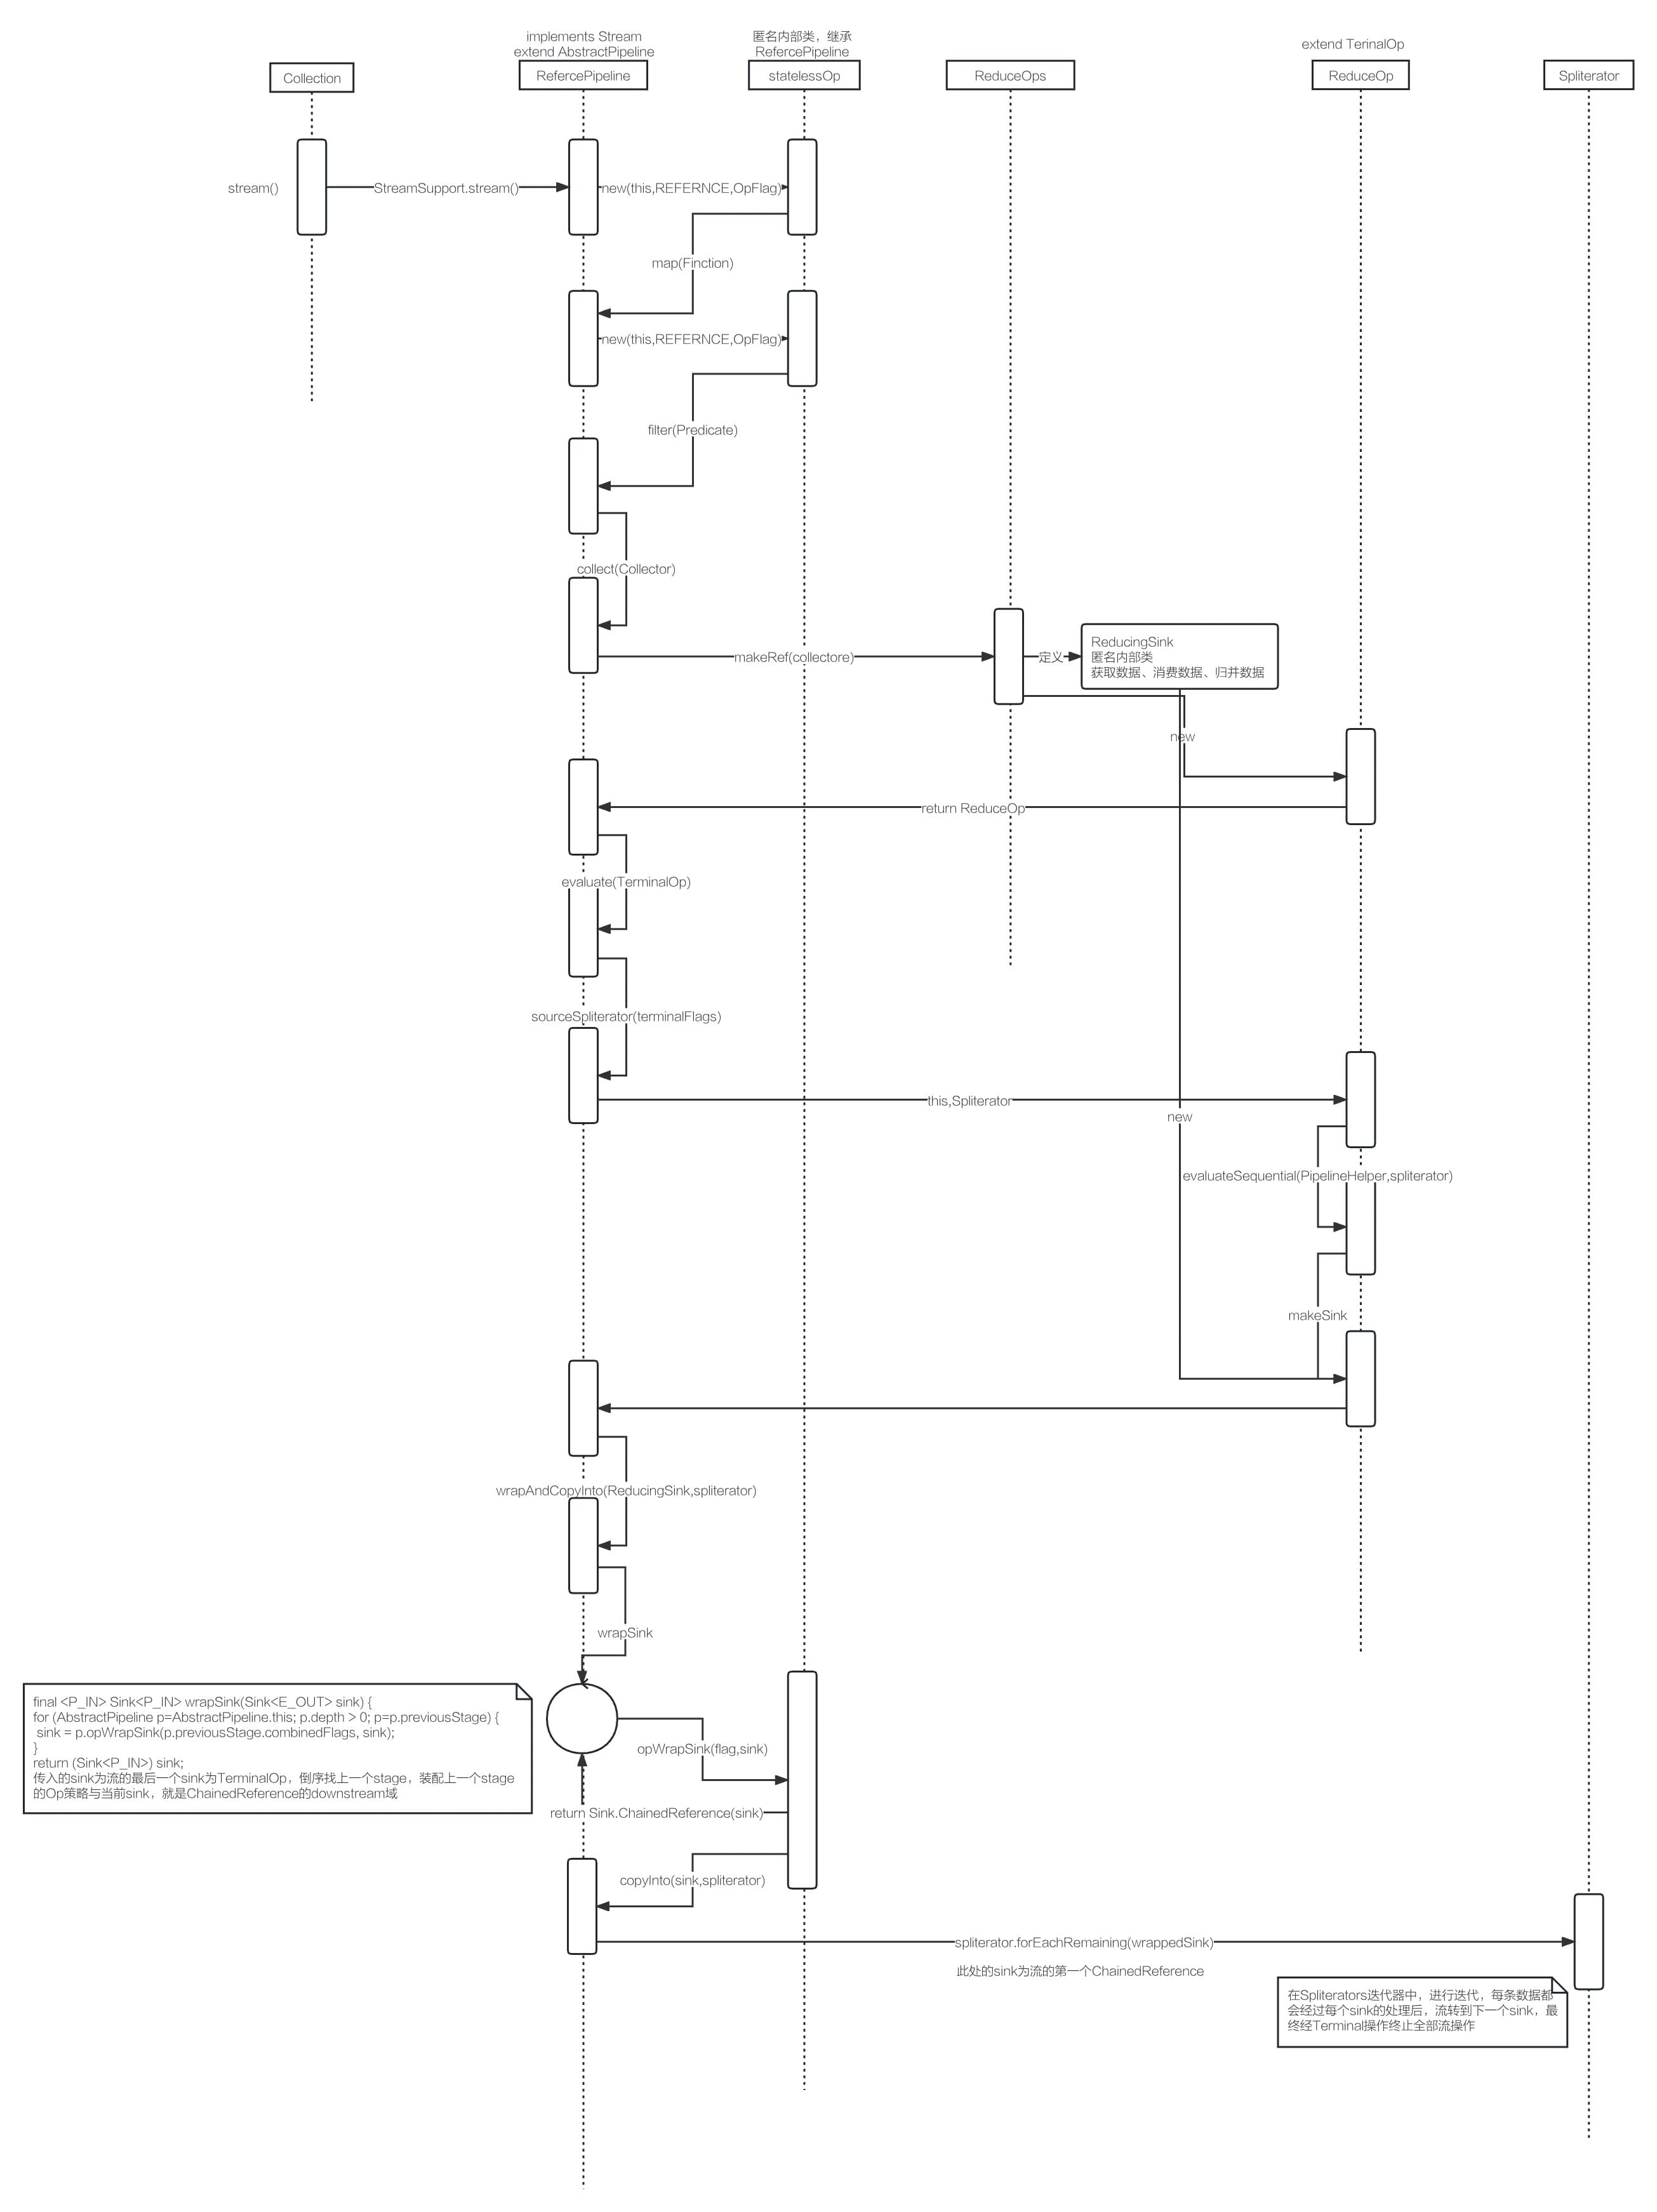 implements Stream
extend AbstractPipeline
匿名内部类，继承
RefercePipeline
extend TerinalOp
Collection
RefercePipeline
statelessOp
ReduceOps
ReduceOp
Spliterator
stream()
StreamSupport.stream()
new(this,REFERNCE,OpFlag)
map(Finction)
new(this,REFERNCE,OpFlag)
filter(Predicate)
collect(Collector)
makeRef(collectore)
定义
ReducingSink
匿名内部类
获取数据、消费数据、归并数据
new
return ReduceOp
evaluate(TerminalOp)
sourceSpliterator(terminalFlags)
this,Spliterator
new
evaluateSequential(PipelineHelper,spliterator)
makeSink
wrapAndCopyInto(ReducingSink,spliterator)
wrapSink
final <P_IN> Sink<P_IN> wrapSink(Sink<E_OUT> sink) {
for (AbstractPipeline p=AbstractPipeline.this; p.depth > 0; p=p.previousStage) {
sink = p.opWrapSink(p.previousStage.combinedFlags, sink);
}
return (Sink<P_IN>) sink;
传入的sink为流的最后一个sink为TerminalOp，倒序找上一个stage，装配上一个stage
的Op策略与当前sink，就是ChainedReference的downstream域
opWrapSink(flag,sink)
return Sink.ChainedReference(sink)
copyInto(sink,spliterator)
spliterator.forEachRemaining(wrappedSink)
此处的sink为流的第一个ChainedReference
在Spliterators迭代器中，进行迭代，每条数据都
会经过每个sink的处理后，流转到下一个sink，最
终经Terminal操作终止全部流操作